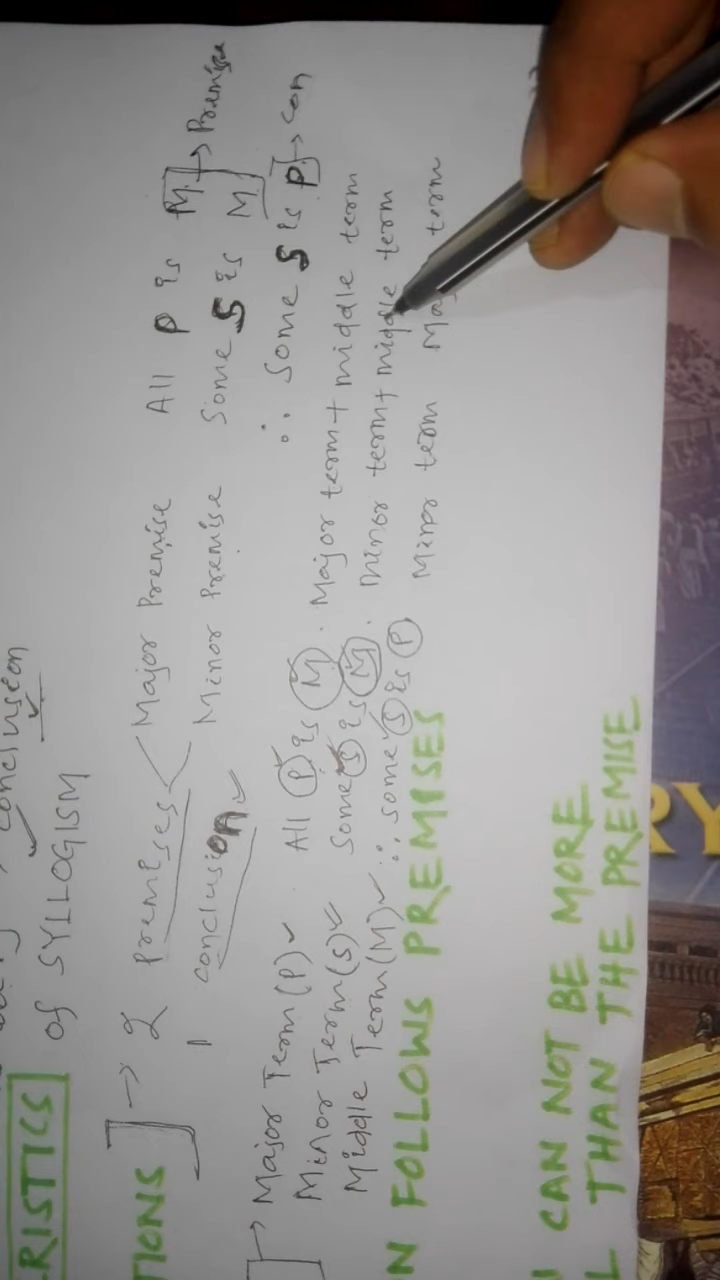 conclusion
of SYLLOGISM
RISTICS
TIONS
2 Premises Major Premise All P is M. → Premise
Minor Premise Some S is M
1 conclusion ∴ Some S is P → con
→ Major Term (P) All P is M. Major term + middle term
Minor Term (S) Some S is M. Minor term + middle term
Middle Term (M) ∴ some S is P Minor term term
N FOLLOWS PREMISES
CAN NOT BE MORE
L THAN THE PREMISE
RY